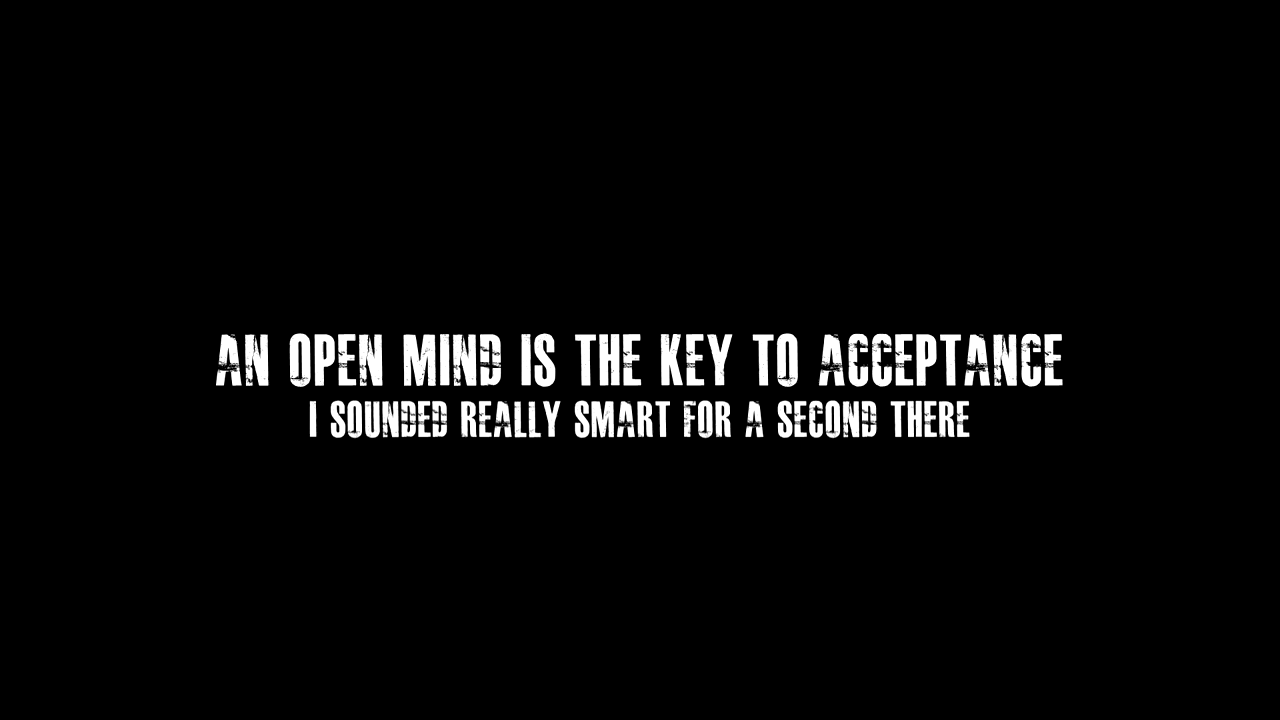 AN OPEN MIND IS THE KEY TO ACCEPTANCE
I SOUNDED REALLY SMART FOR A SECOND THERE